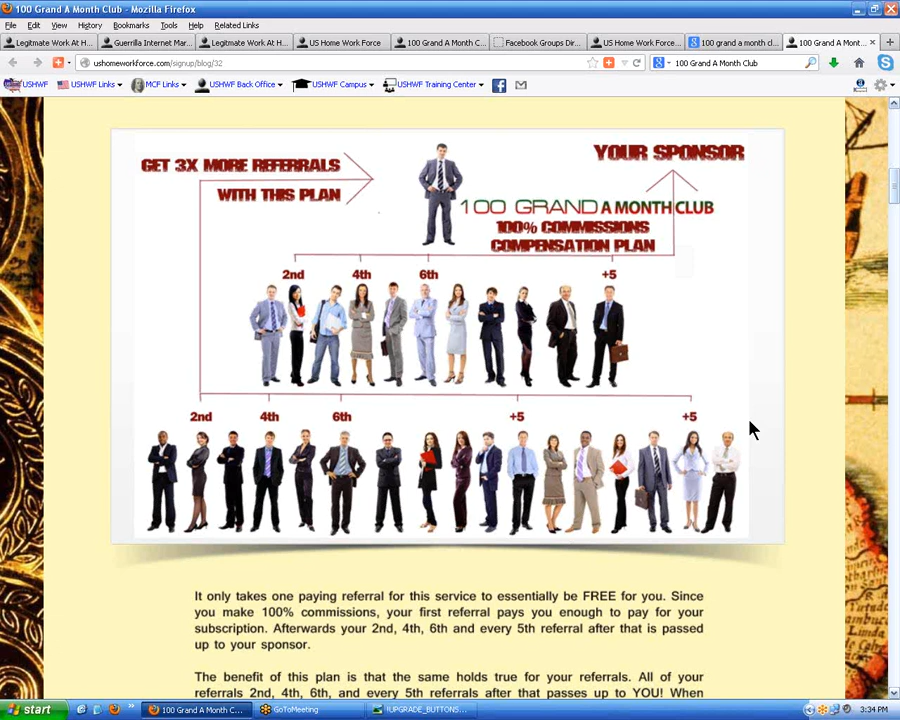 100 Grand A Month Club - Mozilla Firefox
File Edit View History Bookmarks Tools Help Related Links
Legitmate Work At H... Guerrilla Internet Mar... Legitmate Work At H... US Home Work Force 100 Grand A Month C... Facebook Groups Dir... US Home Work Force... 100 grand a month cl... 100 Grand A Mont...
ushomeworkforce.com/signup/blog/32 100 Grand A Month Club
USHWF USHWF Links MCF Links USHWF Back Office USHWF Campus USHWF Training Center
GET 3X MORE REFERRALS
WITH THIS PLAN
YOUR SPONSOR
100 GRAND A MONTH CLUB
100% COMMISSIONS
COMPENSATION PLAN
2nd 4th 6th +5
2nd 4th 6th +5 +5
It only takes one paying referral for this service to essentially be FREE for you. Since
you make 100% commissions, your first referral pays you enough to pay for your
subscription. Afterwards your 2nd, 4th, 6th and every 5th referral after that is passed
up to your sponsor.
The benefit of this plan is that the same holds true for your referrals. All of your
referrals 2nd, 4th, 6th, and every 5th referrals after that passes up to YOU! When
start 100 Grand A Month C... GoToMeeting !UPGRADE_BUTTONS... 3:34 PM